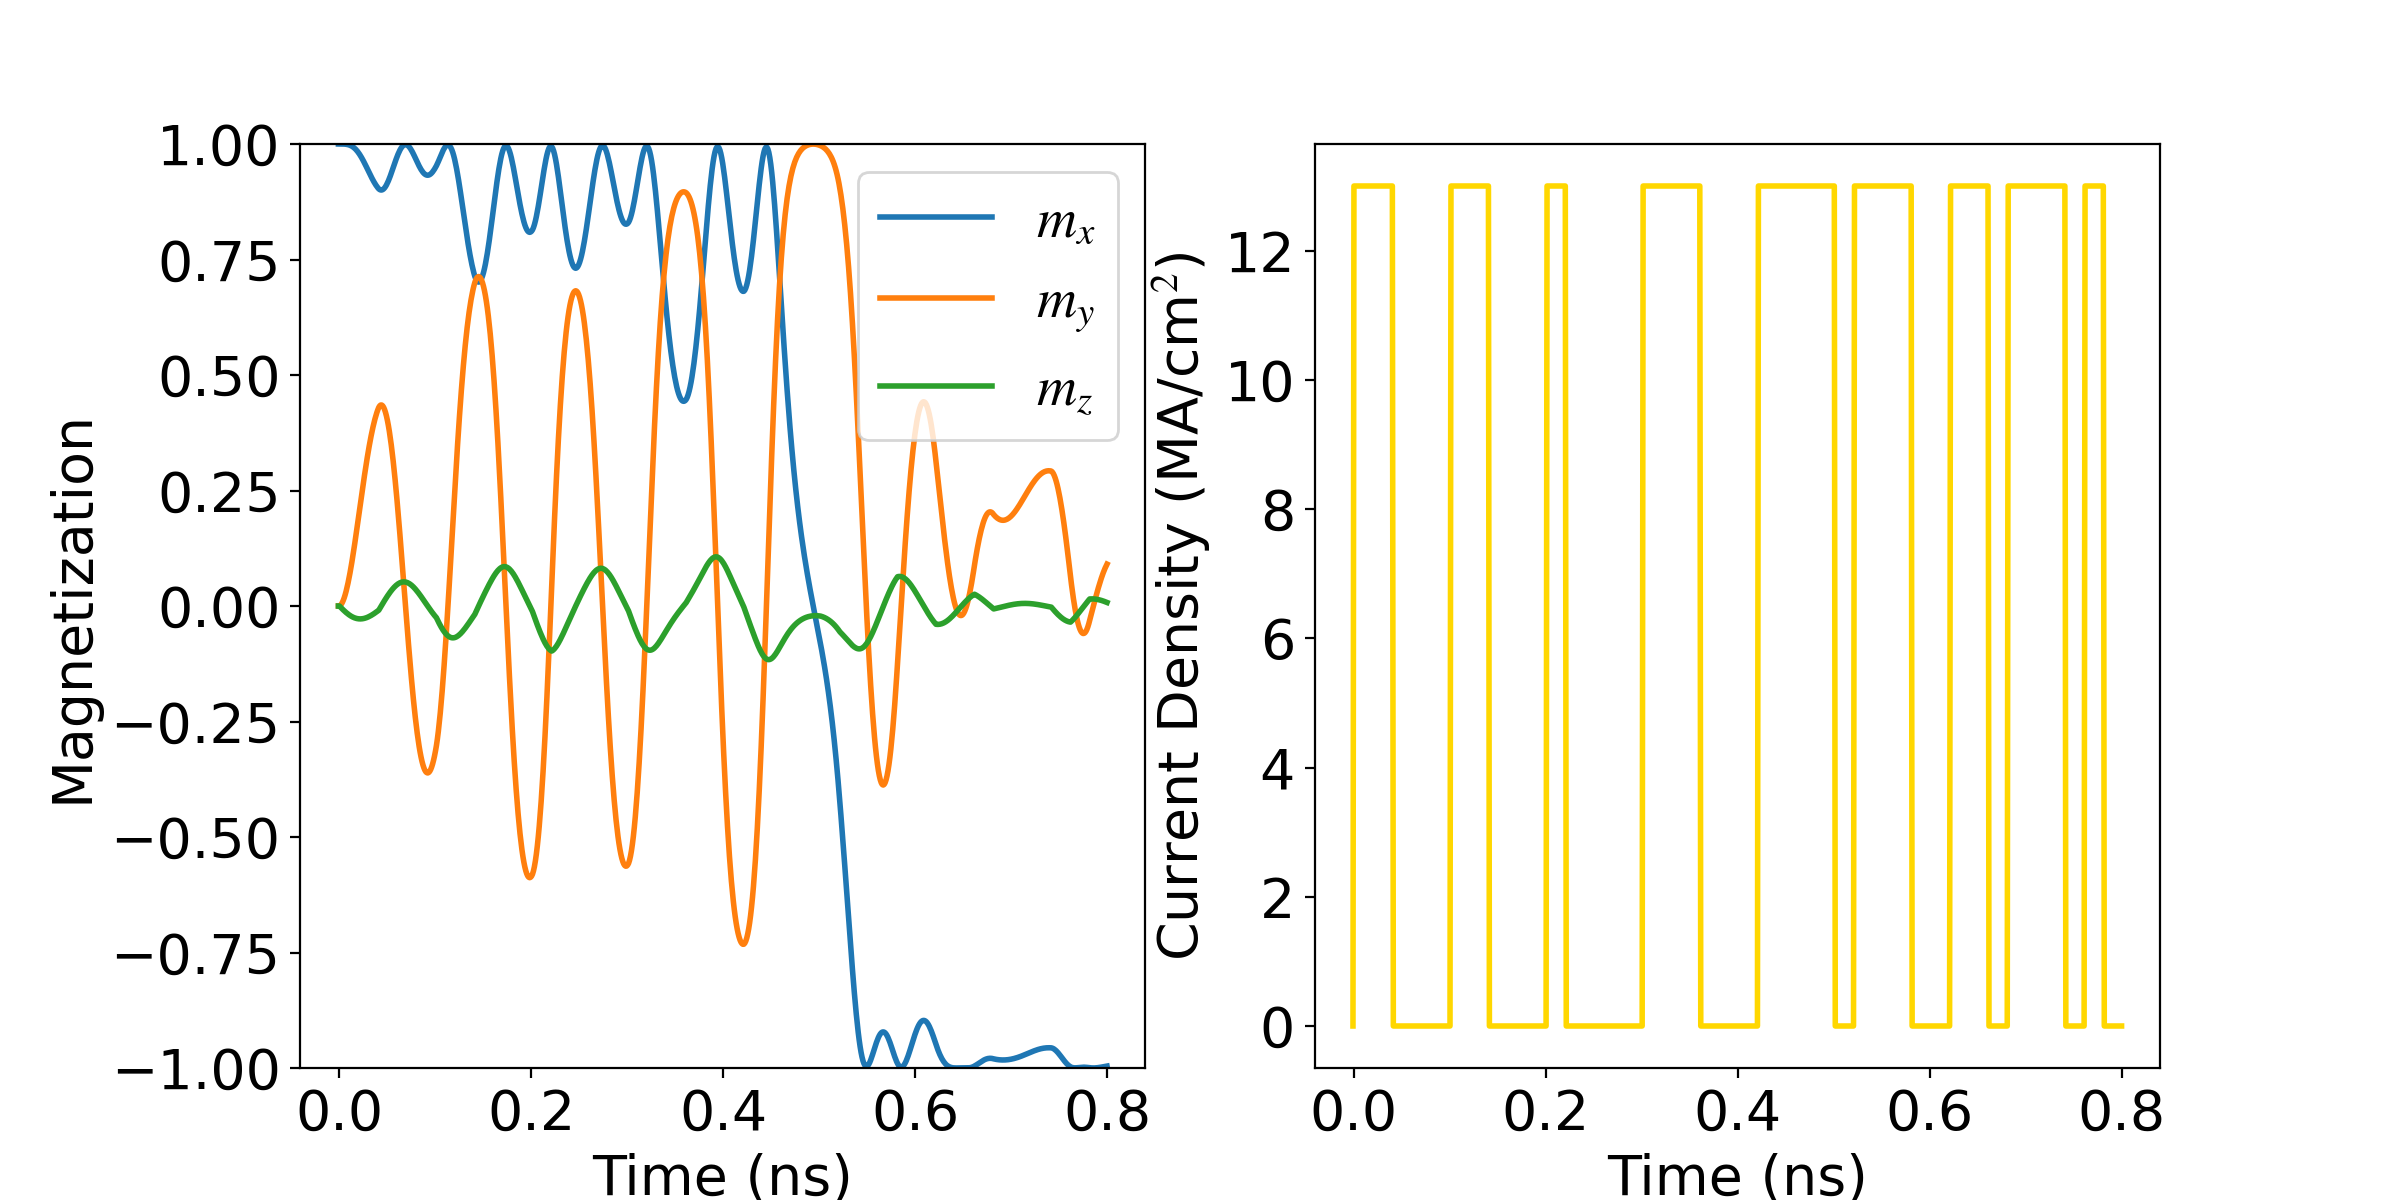 Magnetization
1.00
0.75
0.50
0.25
0.00
−0.25
−0.50
−0.75
−1.00
0.0 0.2 0.4 0.6 0.8
Time (ns)
m_x
m_y
m_z
Current Density (MA/cm²)
12
10
8
6
4
2
0
0.0 0.2 0.4 0.6 0.8
Time (ns)